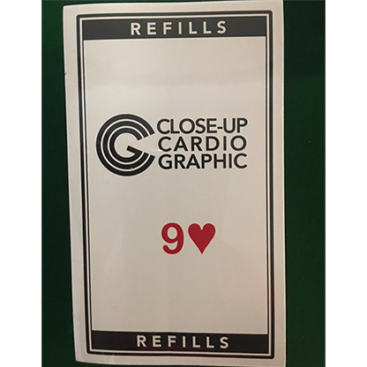 REFILLS
CLOSE-UP
CARDIO
GRAPHIC
9♥
REFILLS